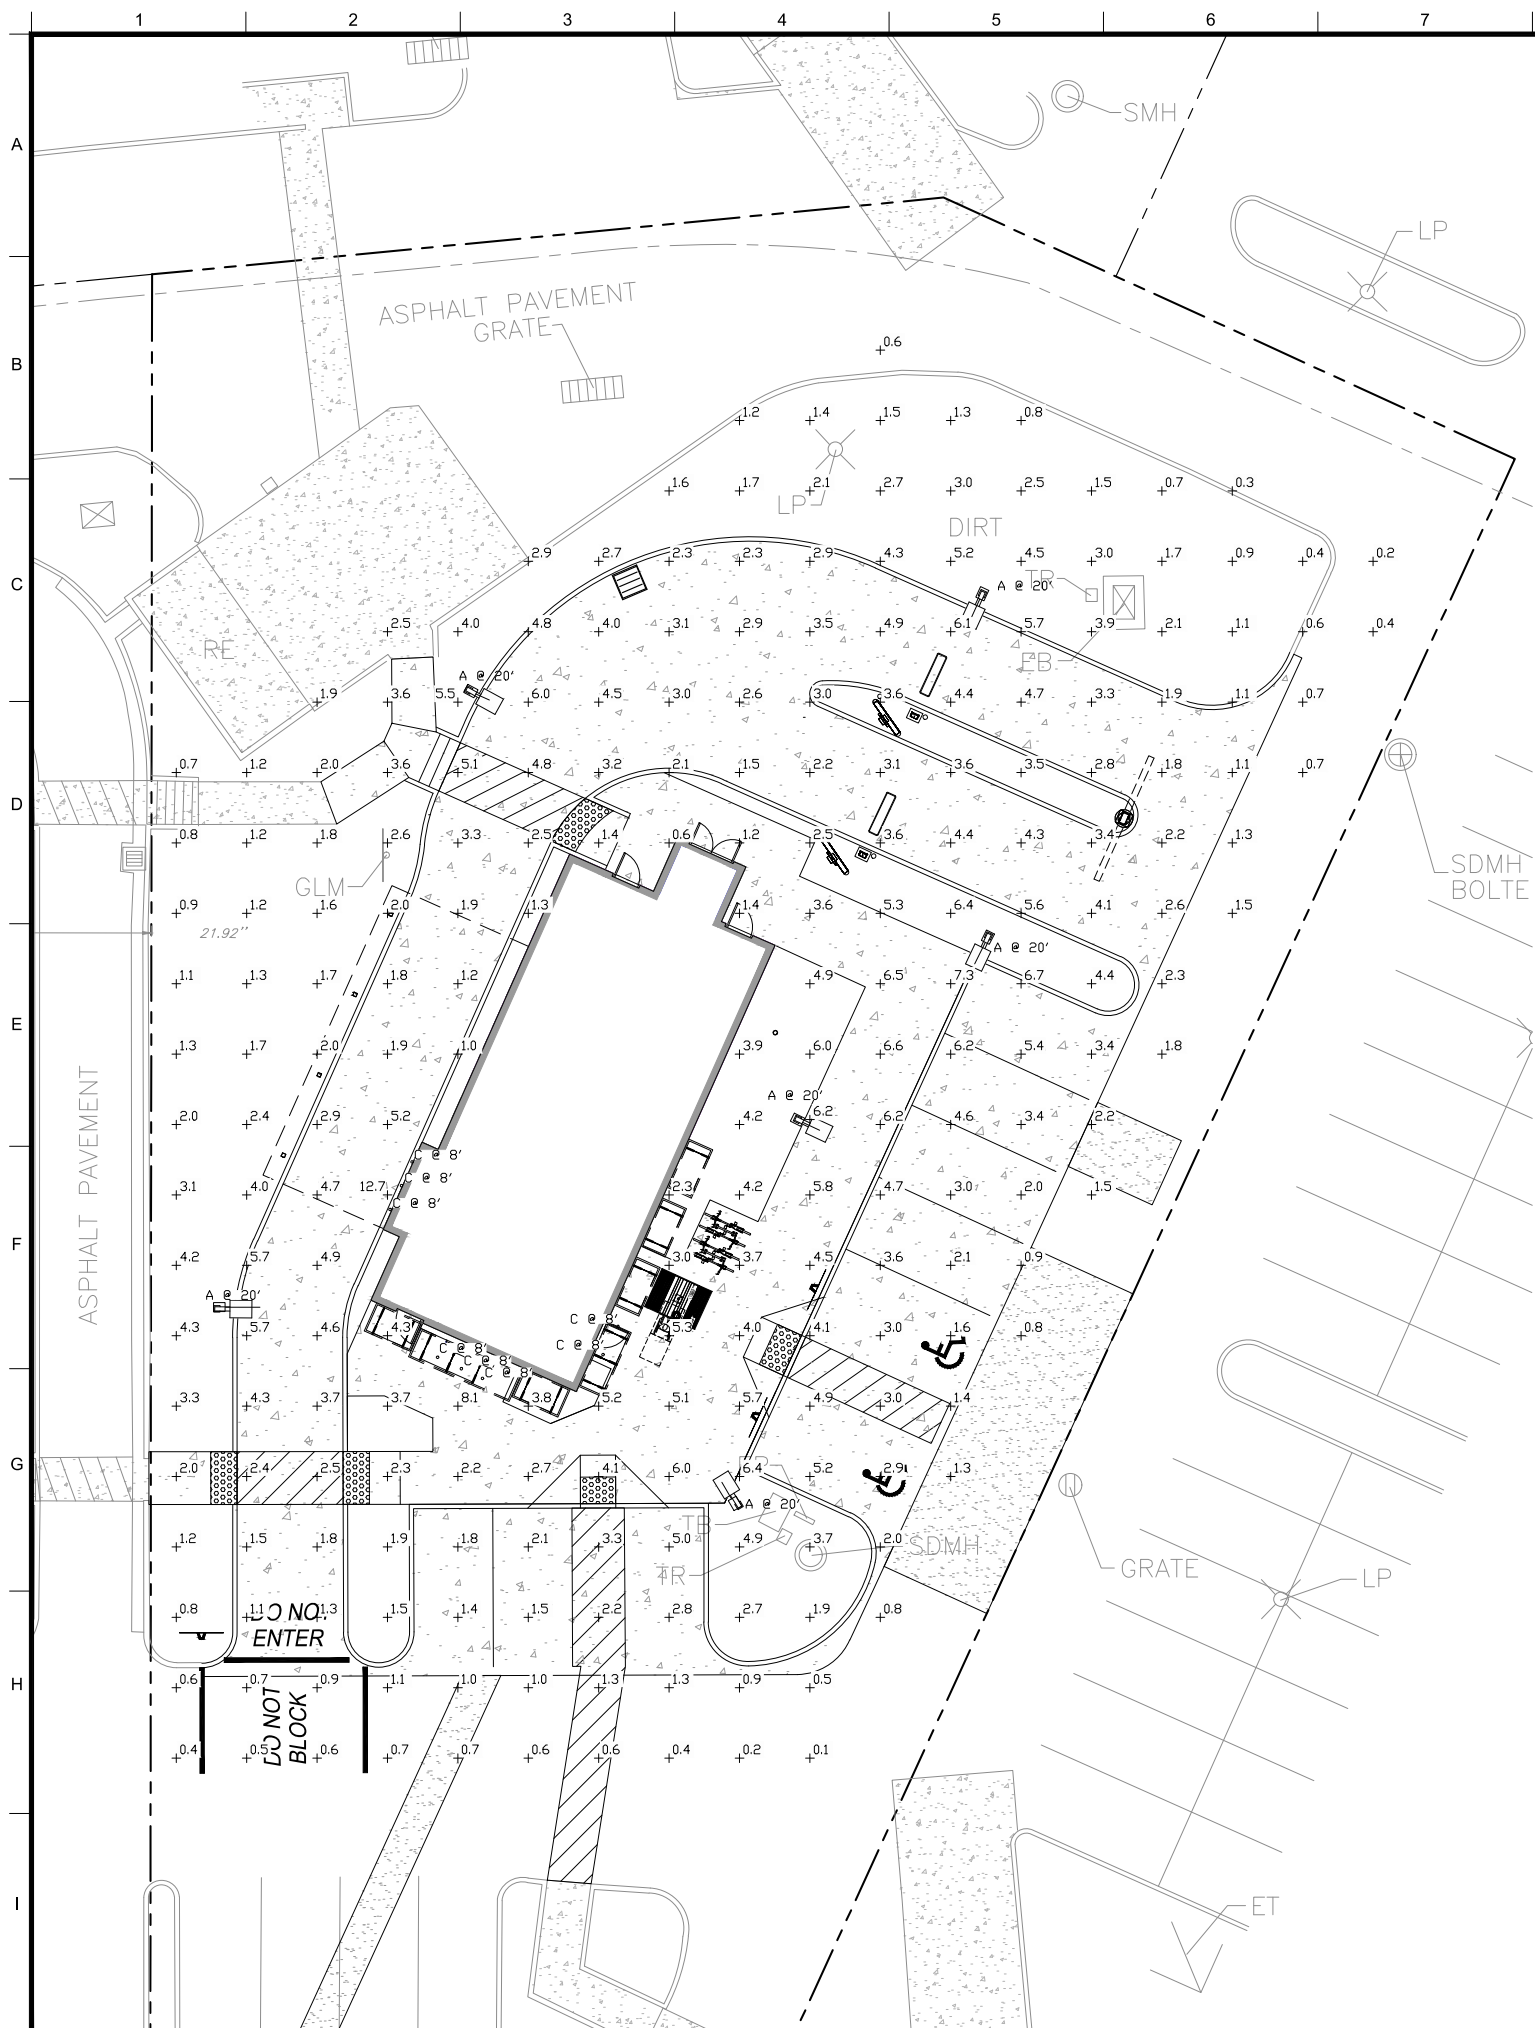 1 2 3 4 5 6 7
A
SMH
LP
ASPHALT PAVEMENT
GRATE
B
0.6
1.2 1.4 1.5 1.3 0.8
1.6 1.7 2.1 2.7 3.0 2.5 1.5 0.7 0.3
LP
DIRT
2.9 2.7 2.3 2.3 2.9 4.3 5.2 4.5 3.0 1.7 0.9 0.4 0.2
C
TR
A @ 20'
2.5 4.0 4.8 4.0 3.1 2.9 3.5 4.9 6.1 5.7 3.9 2.1 1.1 0.6 0.4
RE
EB
A @ 20'
1.9 3.6 5.5 6.0 4.5 3.0 2.6 3.0 3.6 4.4 4.7 3.3 1.9 1.1 0.7
0.7 1.2 2.0 3.6 5.1 4.8 3.2 2.1 1.5 2.2 3.1 3.6 3.5 2.8 1.8 1.1 0.7
D
0.8 1.2 1.8 2.6 3.3 2.5 1.4 0.6 1.2 2.5 3.6 4.4 4.3 3.4 2.2 1.3
SDMH
BOLTE
GLM
0.9 1.2 1.6 2.0 1.9 1.3 1.4 3.6 5.3 6.4 5.6 4.1 2.6 1.5
21.92''
A @ 20'
1.1 1.3 1.7 1.8 1.2 4.9 6.5 7.3 6.7 4.4 2.3
E
1.3 1.7 2.0 1.9 1.0 3.9 6.0 6.6 6.2 5.4 3.4 1.8
A @ 20'
2.0 2.4 2.9 5.2 4.2 6.2 6.2 4.6 3.4 2.2
ASPHALT PAVEMENT
C @ 8'
C @ 8'
3.1 4.0 4.7 12.7 2.3 4.2 5.8 4.7 3.0 2.0 1.5
C @ 8'
F
4.2 5.7 4.9 3.0 3.7 4.5 3.6 2.1 0.9
A @ 20'
C @ 8'
4.3 5.7 4.6 4.3 5.3 4.0 4.1 3.0 1.6 0.8
C @ 8'
C @ 8'
C @ 8'
C @ 8'
3.3 4.3 3.7 3.7 8.1 3.8 5.2 5.1 5.7 4.9 3.0 1.4
G
2.0 2.4 2.5 2.3 2.2 2.7 4.1 6.0 6.4 5.2 2.9 1.3
A @ 20'
TB
1.2 1.5 1.8 1.9 1.8 2.1 3.3 5.0 4.9 3.7 2.0
SDMH
GRATE
TR
LP
0.8 1.1 1.3 1.5 1.4 1.5 2.2 2.8 2.7 1.9 0.8
DO NOT
ENTER
H
0.6 0.7 0.9 1.1 1.0 1.0 1.3 1.3 0.9 0.5
DO NOT
BLOCK
0.4 0.5 0.6 0.7 0.7 0.6 0.6 0.4 0.2 0.1
I
ET